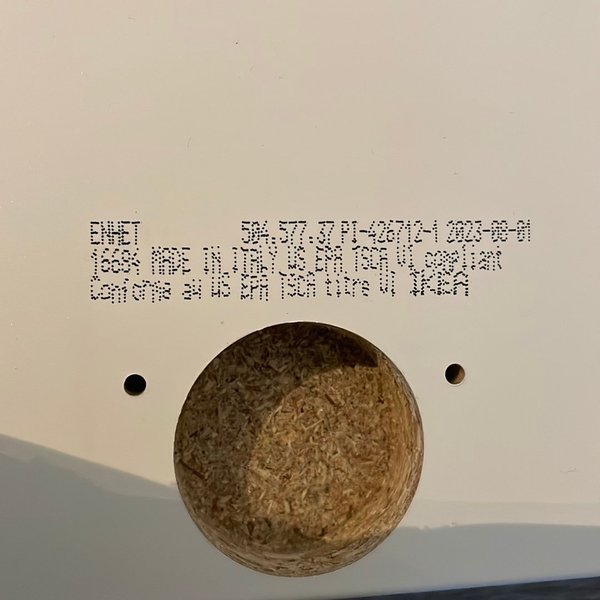 ENHET 504.577.37 PI-426712-1 2023-08-01
16694 MADE IN ITALY US EPA TSCA VI compliant
Conforme au US EPA TSCA titre VI IKEA